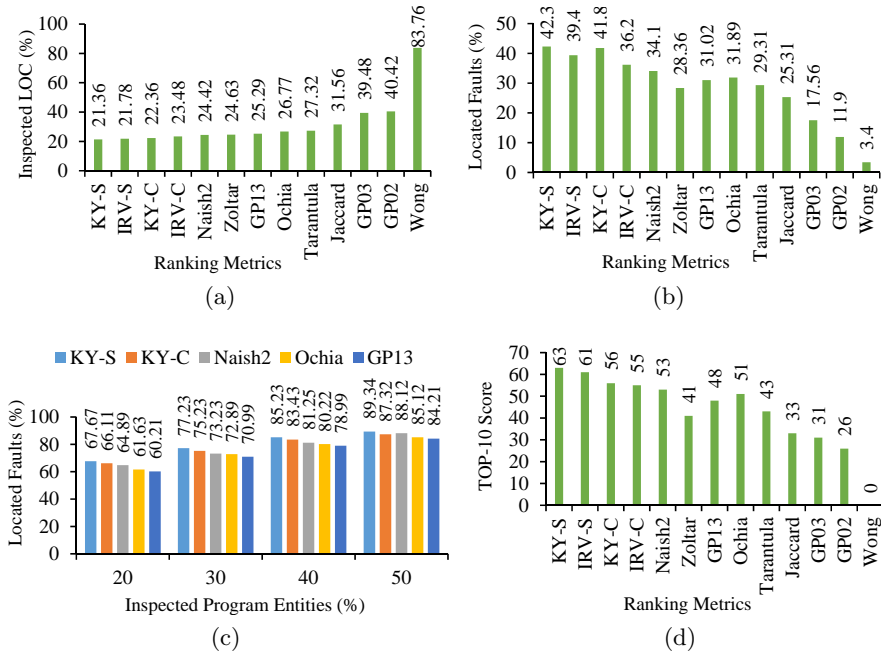 Inspected LOC (%)
100
80
60
40
20
0
21.36
21.78
22.36
23.48
24.42
24.63
25.29
26.77
27.32
31.56
39.48
40.42
83.76
KY-S
IRV-S
KY-C
IRV-C
Naish2
Zoltar
GP13
Ochia
Tarantula
Jaccard
GP03
GP02
Wong
Ranking Metrics
(a)
Located Faults (%)
50
40
30
20
10
0
42.3
39.4
41.8
36.2
34.1
28.36
31.02
31.89
29.31
25.31
17.56
11.9
3.4
KY-S
IRV-S
KY-C
IRV-C
Naish2
Zoltar
GP13
Ochia
Tarantula
Jaccard
GP03
GP02
Wong
Ranking Metrics
(b)
KY-S
KY-C
Naish2
Ochia
GP13
Located Faults (%)
100
80
60
40
20
0
67.67
66.11
64.89
61.63
60.21
77.23
75.23
73.23
72.89
70.99
85.23
83.43
81.25
80.22
78.99
89.34
87.32
88.12
85.12
84.21
20
30
40
50
Inspected Program Entities (%)
(c)
TOP-10 Score
70
60
50
40
30
20
10
0
63
61
56
55
53
41
48
51
43
33
31
26
0
KY-S
IRV-S
KY-C
IRV-C
Naish2
Zoltar
GP13
Ochia
Tarantula
Jaccard
GP03
GP02
Wong
Ranking Metrics
(d)